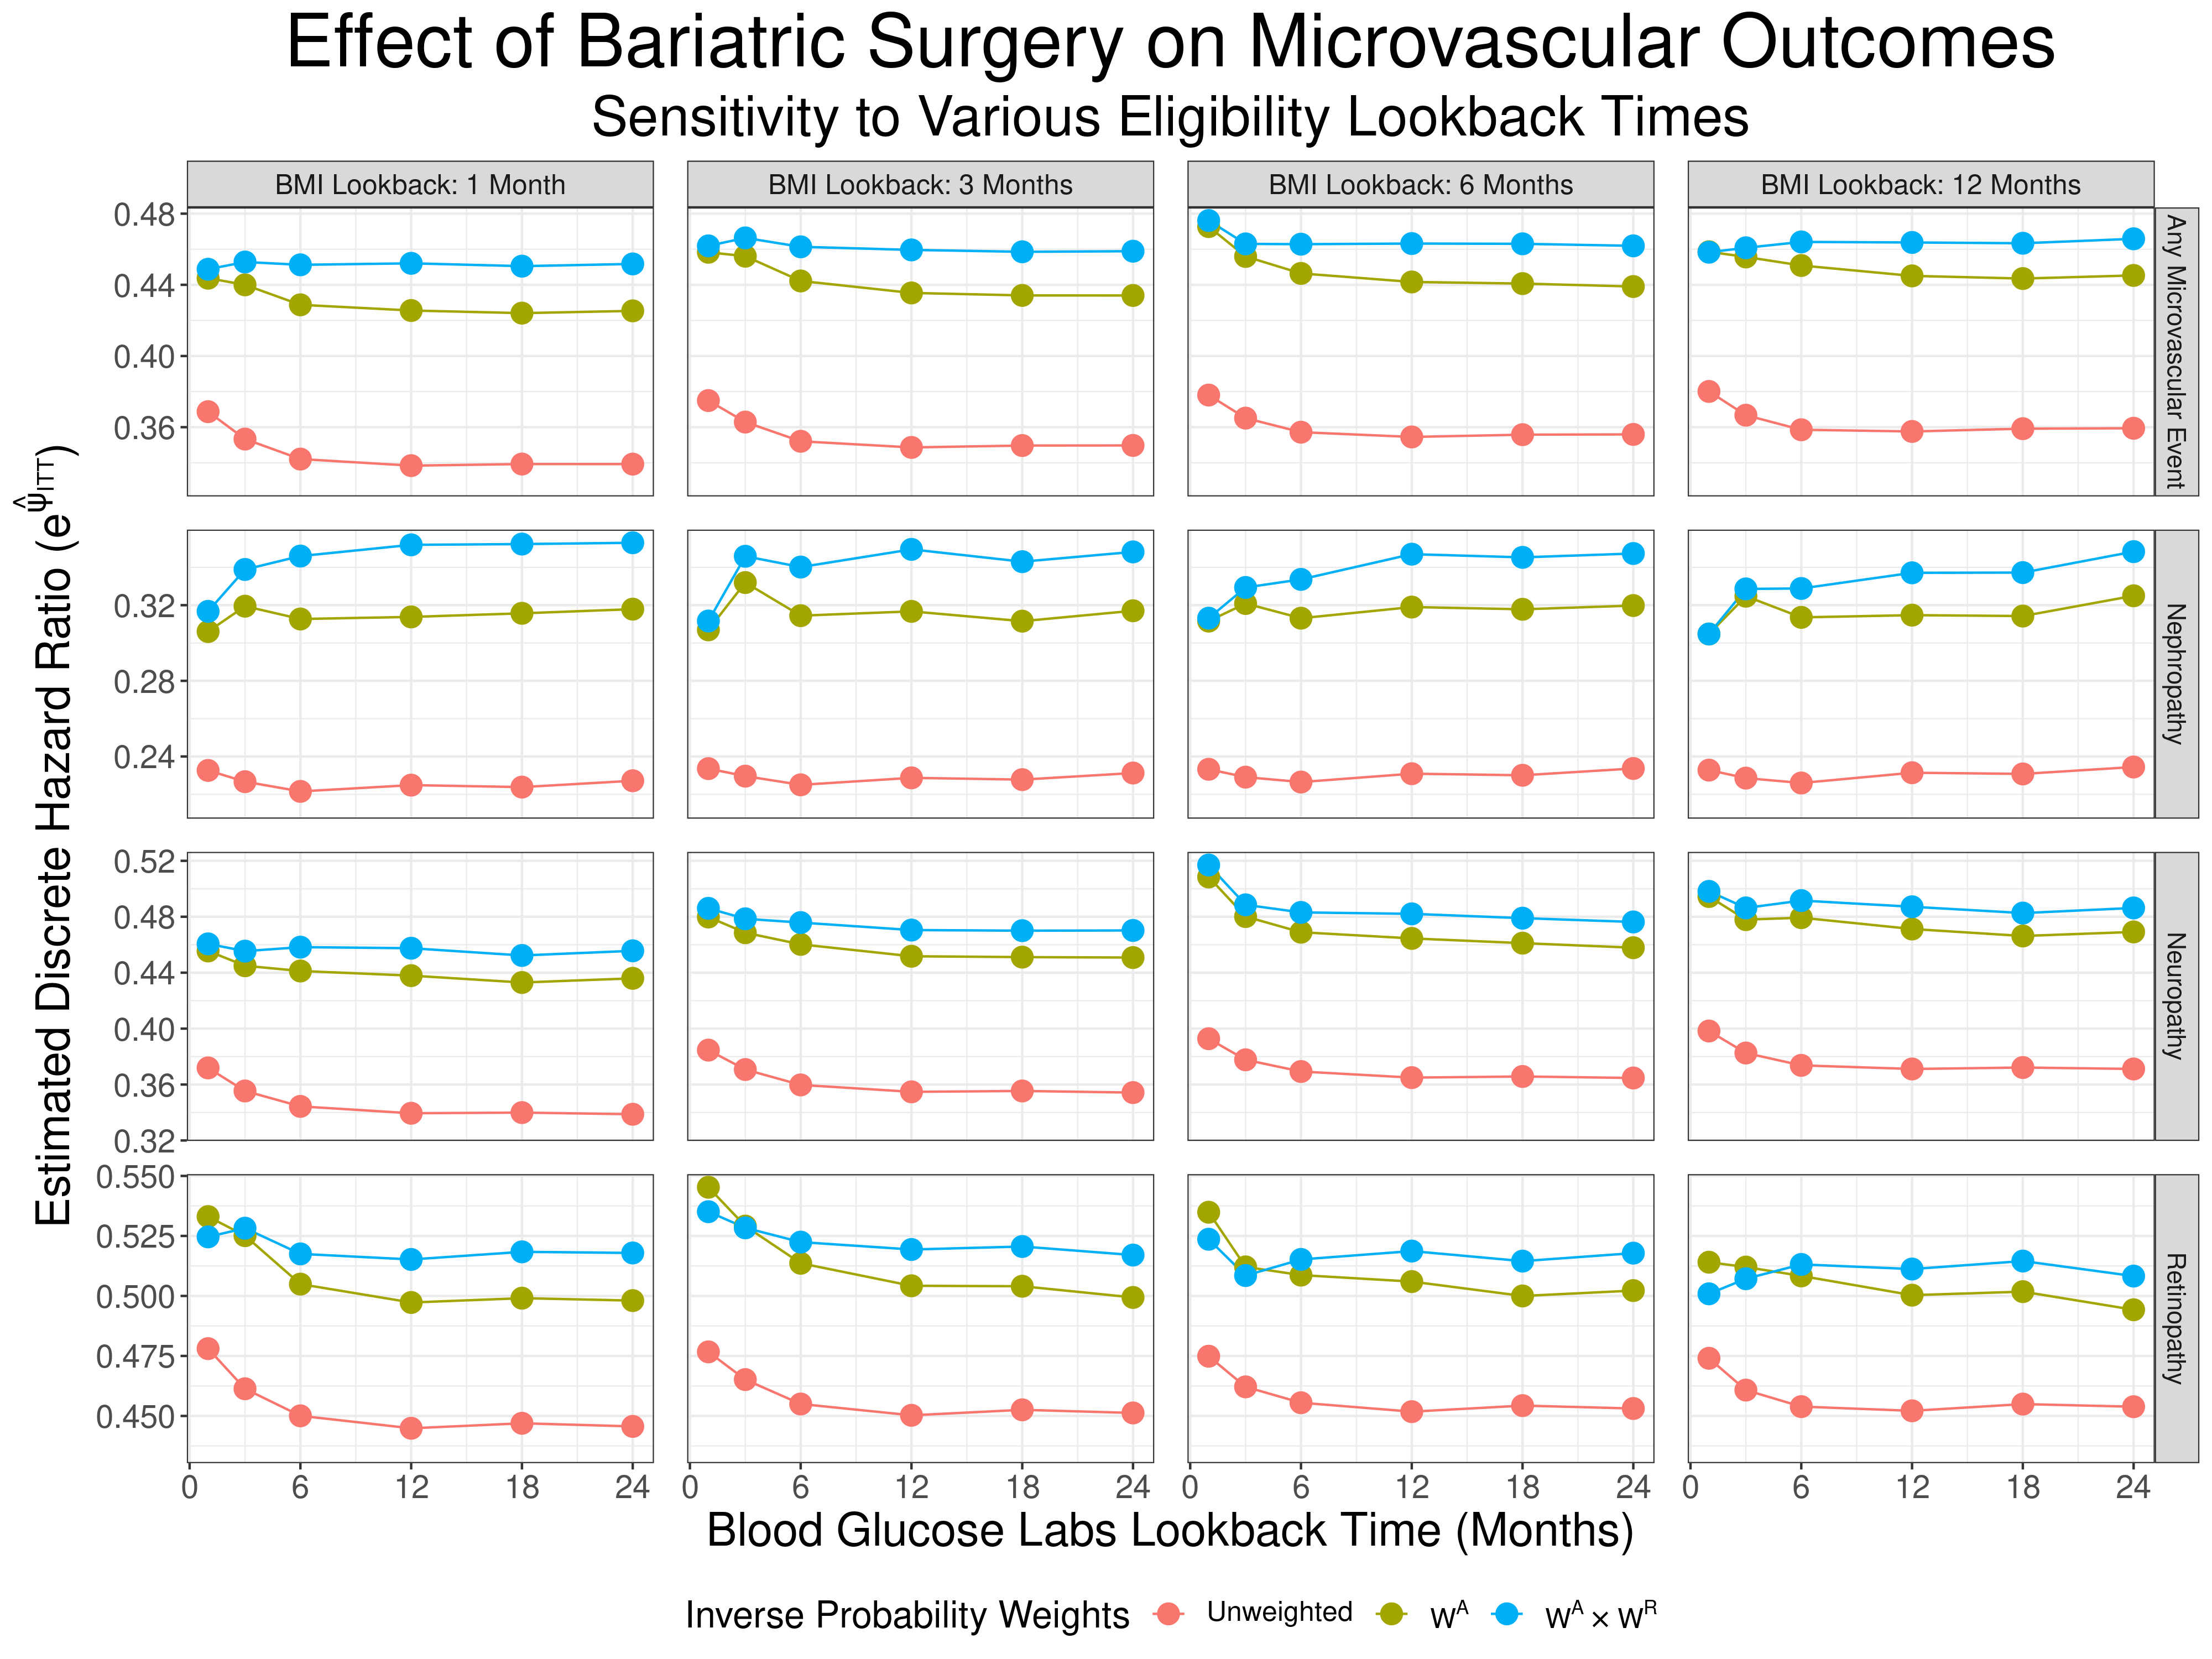 Effect of Bariatric Surgery on Microvascular Outcomes
Sensitivity to Various Eligibility Lookback Times
BMI Lookback: 1 Month
BMI Lookback: 3 Months
BMI Lookback: 6 Months
BMI Lookback: 12 Months
Estimated Discrete Hazard Ratio (e^ψ̂_ITT)
0.48
0.44
0.40
0.36
Any Microvascular Event
0.32
0.28
0.24
Nephropathy
0.52
0.48
0.44
0.40
0.36
0.32
Neuropathy
0.550
0.525
0.500
0.475
0.450
Retinopathy
0 6 12 18 24
0 6 12 18 24
0 6 12 18 24
0 6 12 18 24
Blood Glucose Labs Lookback Time (Months)
Inverse Probability Weights Unweighted W^A W^A × W^R